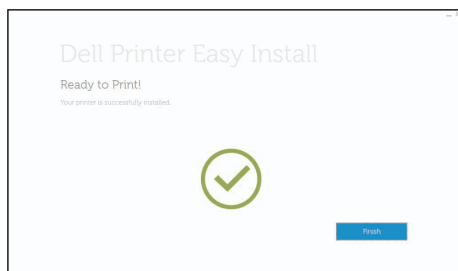 Dell Printer Easy Install
Ready to Print!
Your printer is successfully installed.
Finish